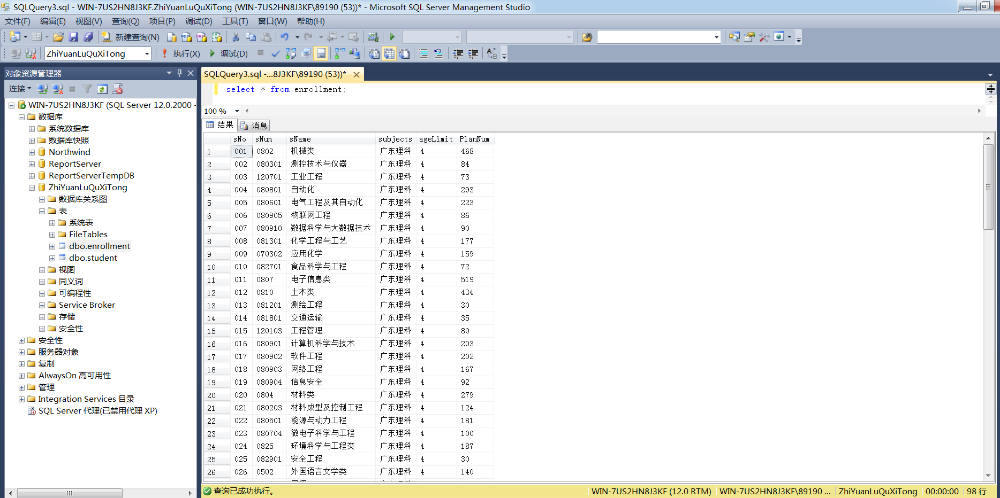 SQLQuery3.sql - WIN-7US2HN8J3KF.ZhiYuanLuQuXiTong (WIN-7US2HN8J3KF\89190 (53))* - Microsoft SQL Server Management Studio
文件(F) 编辑(E) 视图(V) 查询(Q) 项目(P) 调试(D) 工具(T) 窗口(W) 帮助(H)
新建查询(N)
ZhiYuanLuQuXiTong 执行(X) 调试(D)
对象资源管理器
连接
WIN-7US2HN8J3KF (SQL Server 12.0.2000 -
数据库
系统数据库
数据库快照
Northwind
ReportServer
ReportServerTempDB
ZhiYuanLuQuXiTong
数据库关系图
表
系统表
FileTables
dbo.enrollment
dbo.student
视图
同义词
可编程性
Service Broker
存储
安全性
安全性
服务器对象
复制
AlwaysOn 高可用性
管理
Integration Services 目录
SQL Server 代理(已禁用代理 XP)
SQLQuery3.sql -...8J3KF\89190 (53))*
select * from enrollment;
100 %
结果 消息
sNo sNum sName subjects ageLimit PlanNum
1 001 0802 机械类 广东理科 4 468
2 002 080301 测控技术与仪器 广东理科 4 84
3 003 120701 工业工程 广东理科 4 73
4 004 080801 自动化 广东理科 4 293
5 005 080601 电气工程及其自动化 广东理科 4 223
6 006 080905 物联网工程 广东理科 4 86
7 007 080910 数据科学与大数据技术 广东理科 4 90
8 008 081301 化学工程与工艺 广东理科 4 177
9 009 070302 应用化学 广东理科 4 159
10 010 082701 食品科学与工程 广东理科 4 72
11 011 0807 电子信息类 广东理科 4 519
12 012 0810 土木类 广东理科 4 434
13 013 081201 测绘工程 广东理科 4 30
14 014 081801 交通运输 广东理科 4 35
15 015 120103 工程管理 广东理科 4 80
16 016 080901 计算机科学与技术 广东理科 4 203
17 017 080902 软件工程 广东理科 4 202
18 018 080903 网络工程 广东理科 4 167
19 019 080904 信息安全 广东理科 4 92
20 020 0804 材料类 广东理科 4 279
21 021 080203 材料成型及控制工程 广东理科 4 124
22 022 080501 能源与动力工程 广东理科 4 181
23 023 080704 微电子科学与工程 广东理科 4 100
24 024 0825 环境科学与工程类 广东理科 4 187
25 025 082901 安全工程 广东理科 4 30
26 026 0502 外国语言文学类 广东理科 4 140
查询已成功执行。 WIN-7US2HN8J3KF (12.0 RTM) WIN-7US2HN8J3KF\89190 ... ZhiYuanLuQuXiTong 00:00:00 98 行